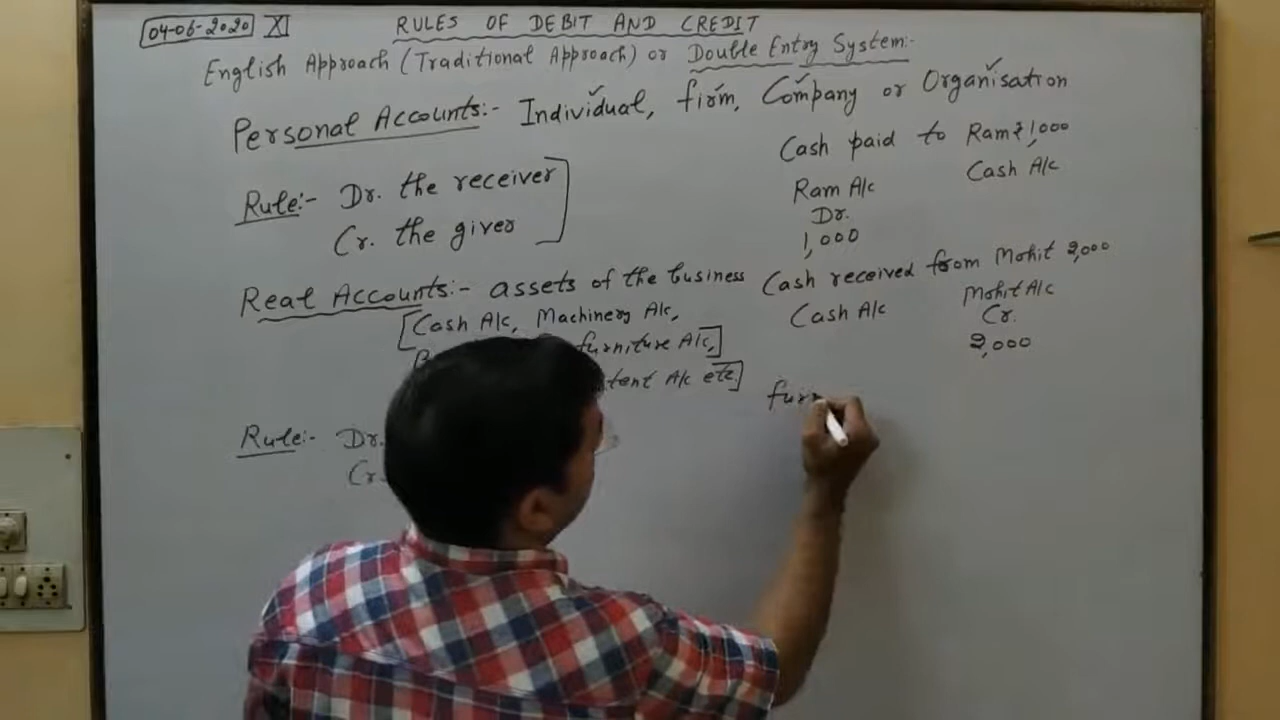 04-06-2020 XI
RULES OF DEBIT AND CREDIT
English Approach (Traditional Approach) or Double Entry System:-
Personal Accounts:- Individual, firm, Company or Organisation
Rule:- Dr. the receiver
Cr. the giver
Cash paid to Ram ₹1,000
Ram A/c Cash A/c
Dr.
1,000
Real Accounts:- assets of the business
[Cash A/c, Machinery A/c,
furniture A/c,]
A/c etc.]
Rule:- Dr.
Cr.
Cash received from Mohit 2,000
Cash A/c Mohit A/c
Cr.
2,000